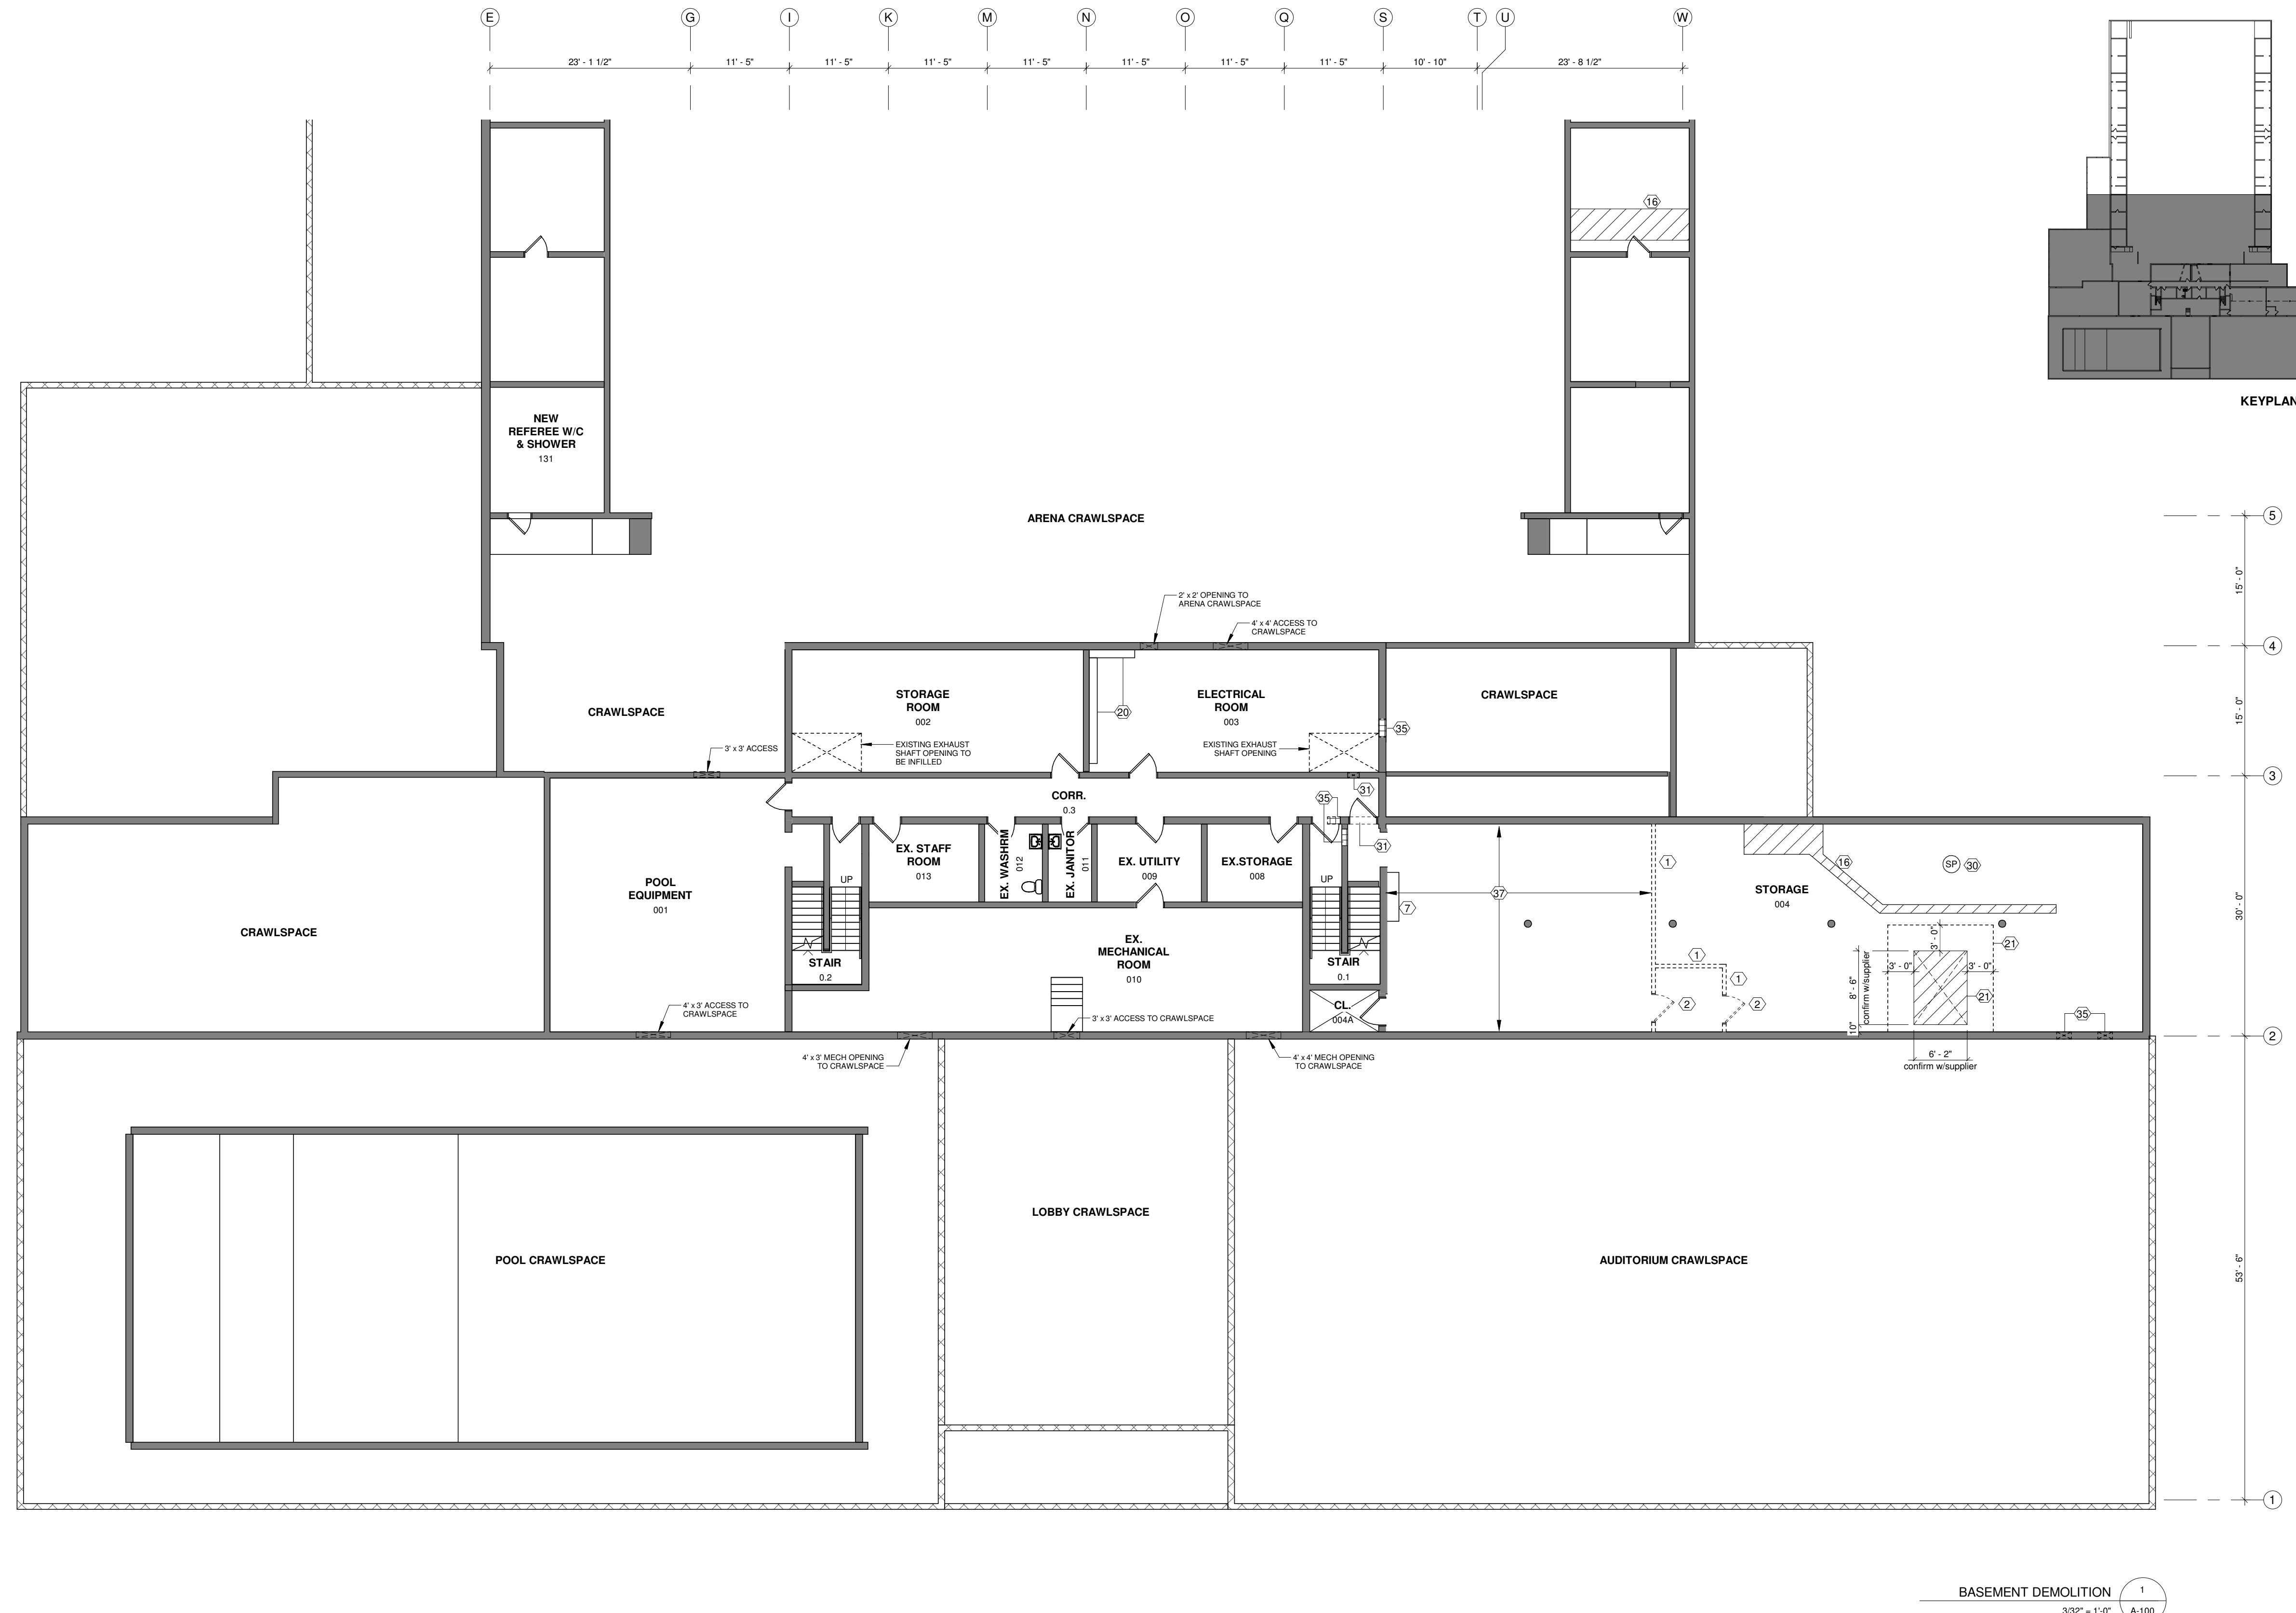 E
G
I
K
M
N
O
Q
S
T
U
W
23' - 1 1/2"
11' - 5"
11' - 5"
11' - 5"
11' - 5"
11' - 5"
11' - 5"
11' - 5"
10' - 10"
23' - 8 1/2"
16
KEYPLAN
NEW
REFEREE W/C
& SHOWER
131
ARENA CRAWLSPACE
5
15' - 0"
2' x 2' OPENING TO
ARENA CRAWLSPACE
4' x 4' ACCESS TO
CRAWLSPACE
4
CRAWLSPACE
STORAGE
ROOM
002
20
ELECTRICAL
ROOM
003
35
CRAWLSPACE
15' - 0"
3' x 3' ACCESS
EXISTING EXHAUST
SHAFT OPENING TO
BE INFILLED
EXISTING EXHAUST
SHAFT OPENING
3
31
CORR.
0.3
35
31
EX. STAFF
ROOM
013
EX. WASHRM
012
EX. JANITOR
011
EX. UTILITY
009
EX.STORAGE
008
UP
UP
POOL
EQUIPMENT
001
37
7
1
16
SP
30
STORAGE
004
30' - 0"
CRAWLSPACE
EX.
MECHANICAL
ROOM
010
STAIR
0.2
STAIR
0.1
1
1
2
2
3' - 0"
3' - 0"
3' - 0"
21
21
8' - 6"
confirm w/supplier
10"
35
CL.
004A
4' x 3' ACCESS TO
CRAWLSPACE
3' x 3' ACCESS TO CRAWLSPACE
2
4' x 3' MECH OPENING
TO CRAWLSPACE
4' x 4' MECH OPENING
TO CRAWLSPACE
6' - 2"
confirm w/supplier
LOBBY CRAWLSPACE
POOL CRAWLSPACE
AUDITORIUM CRAWLSPACE
53' - 6"
1
BASEMENT DEMOLITION
1
3/32" = 1'-0"
A-100